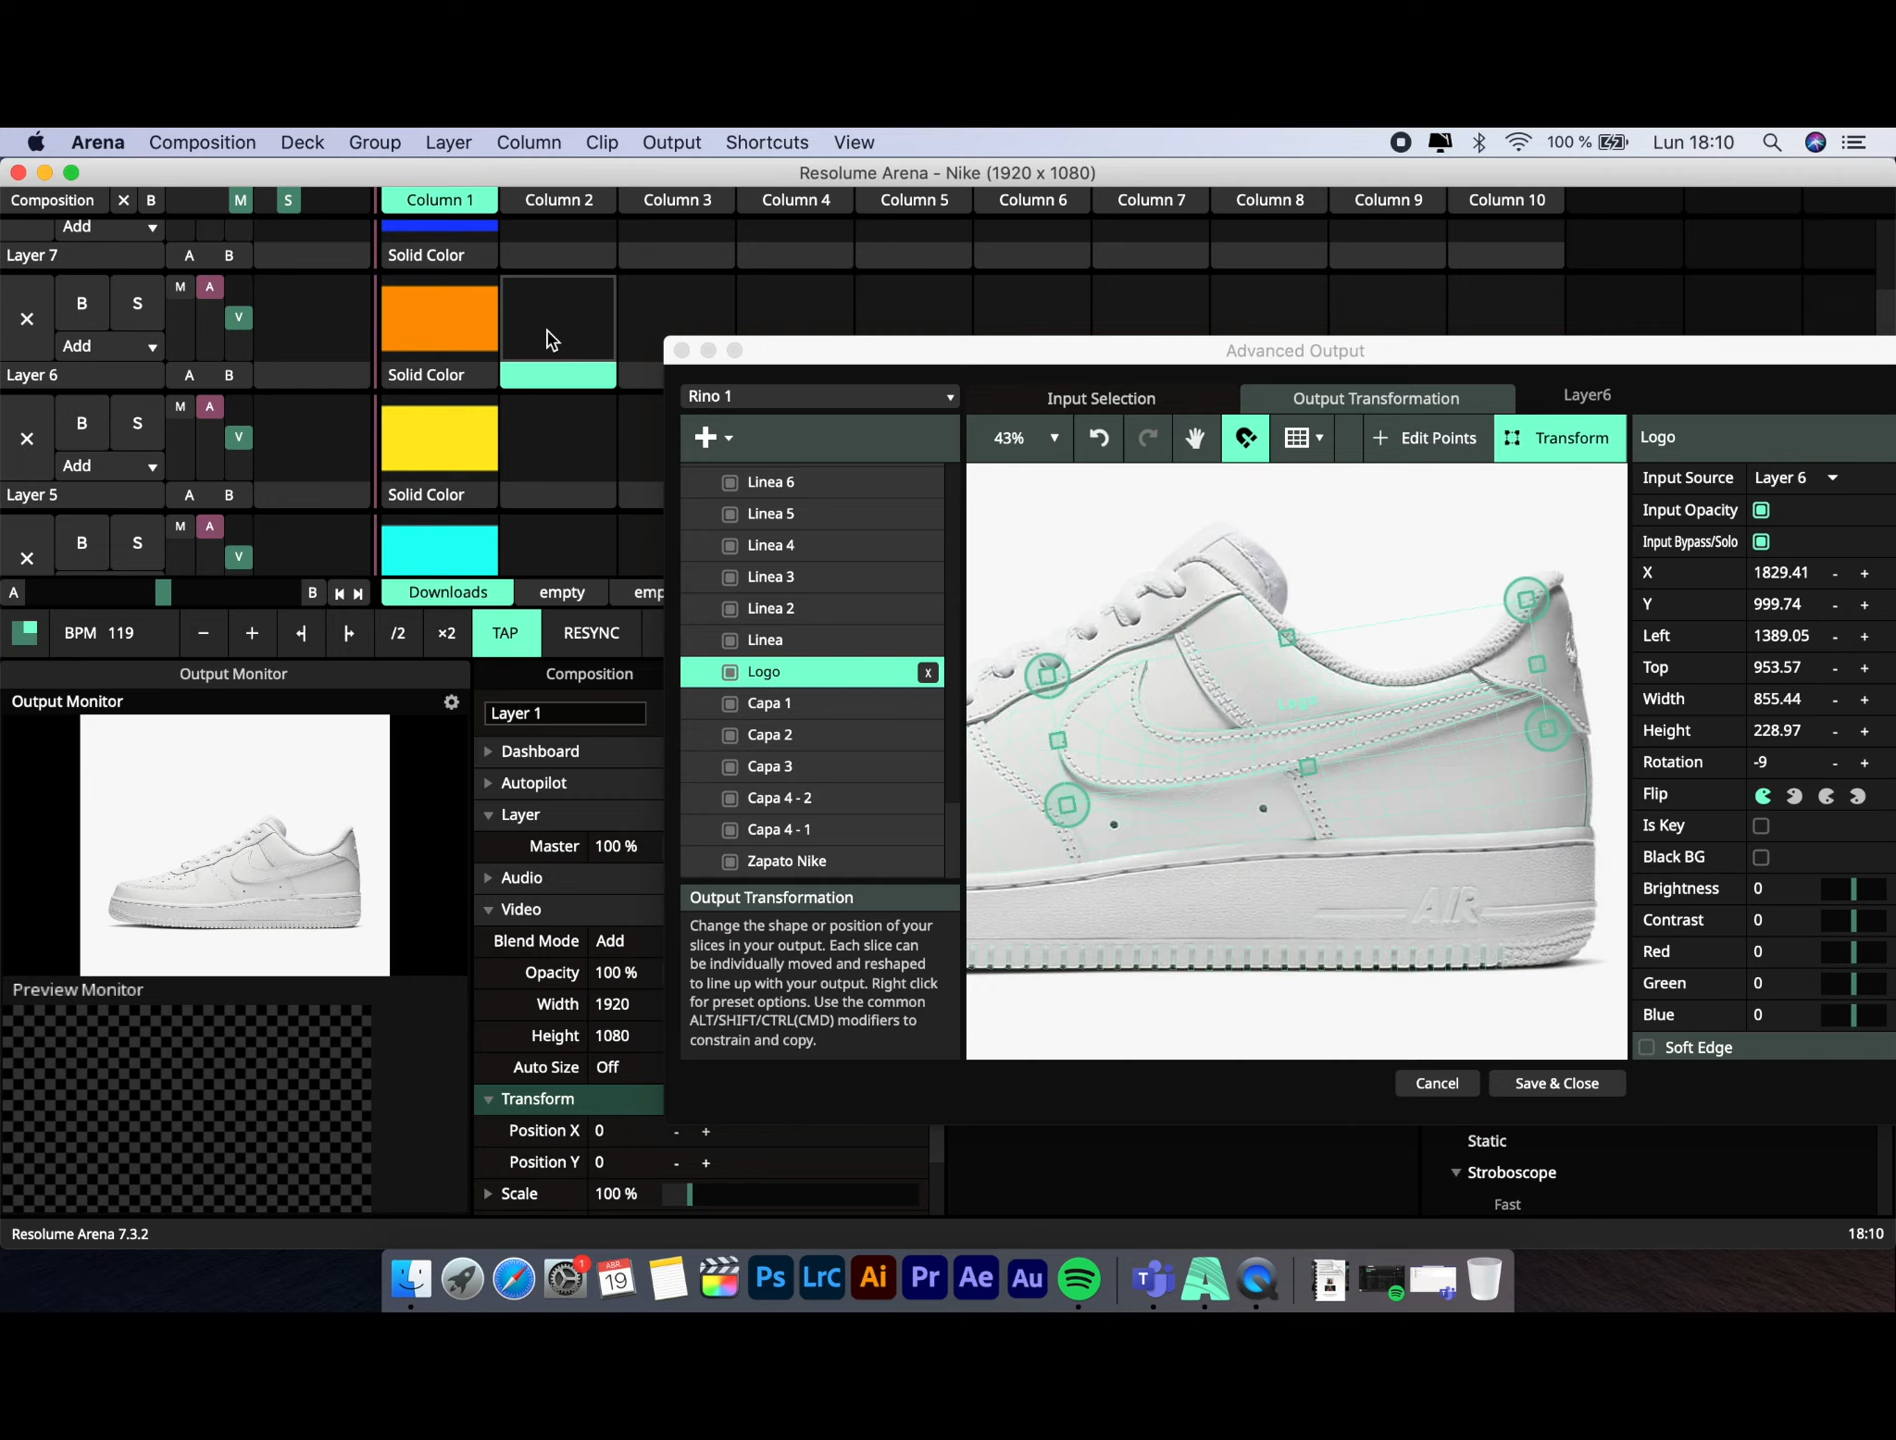 Arena Composition Deck Group Layer Column Clip Output Shortcuts View 100 % Lun 18:10
Resolume Arena - Nike (1920 x 1080)
Composition × B M S Column 1 Column 2 Column 3 Column 4 Column 5 Column 6 Column 7 Column 8 Column 9 Column 10
Add
Layer 7 A B Solid Color
M A
× B S V
Add
Layer 6 A B Solid Color
M A
× B S V
Add
Layer 5 A B Solid Color
M A
× B S V
A B Downloads empty emp
BPM 119 − + /2 ×2 TAP RESYNC
Output Monitor
Output Monitor
Preview Monitor
Composition
Layer 1
Dashboard
Autopilot
Layer
Master 100 %
Audio
Video
Blend Mode Add
Opacity 100 %
Width 1920
Height 1080
Auto Size Off
Transform
Position X 0 - +
Position Y 0 - +
Scale 100 %
Advanced Output
Rino 1
Input Selection Output Transformation Layer6
43% + Edit Points Transform
Linea 6
Linea 5
Linea 4
Linea 3
Linea 2
Linea
Logo x
Capa 1
Capa 2
Capa 3
Capa 4 - 2
Capa 4 - 1
Zapato Nike
Output Transformation
Change the shape or position of your
slices in your output. Each slice can
be individually moved and reshaped
to line up with your output. Right click
for preset options. Use the common
ALT/SHIFT/CTRL(CMD) modifiers to
constrain and copy.
Logo
AIR
Logo
Input Source Layer 6
Input Opacity
Input Bypass/Solo
X 1829.41 - +
Y 999.74 - +
Left 1389.05 - +
Top 953.57 - +
Width 855.44 - +
Height 228.97 - +
Rotation -9 - +
Flip
Is Key
Black BG
Brightness 0
Contrast 0
Red 0
Green 0
Blue 0
Soft Edge
Cancel Save & Close
Static
Stroboscope
Fast
Resolume Arena 7.3.2 18:10
1 ABR. 19 Ps LrC Ai Pr Ae Au